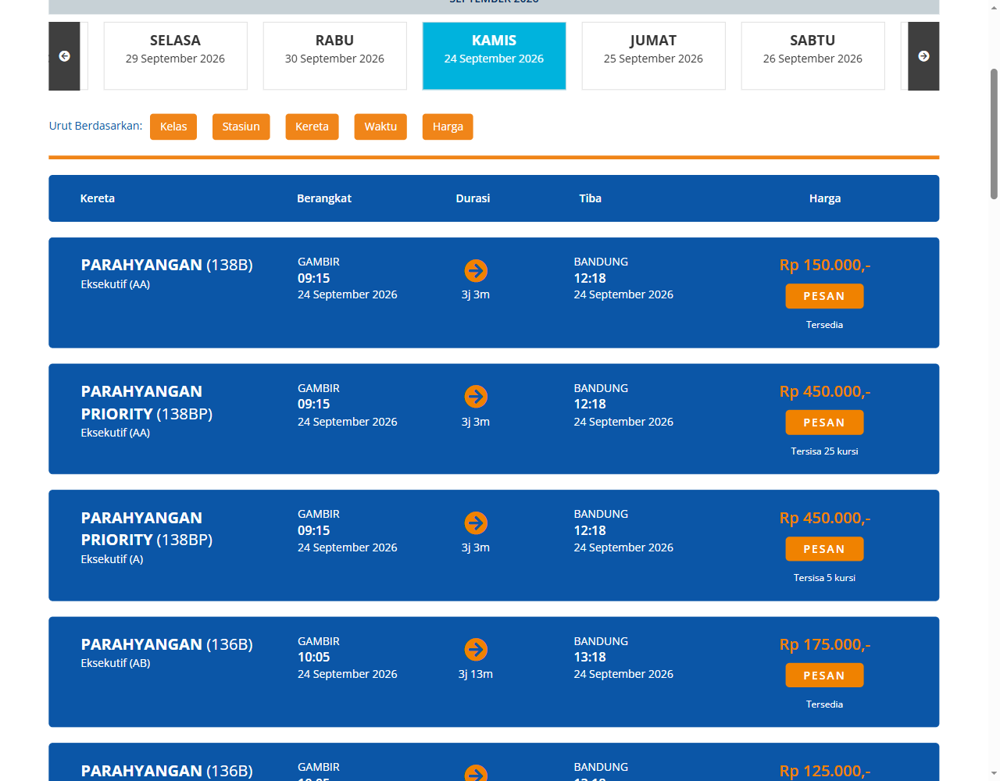 SEPTEMBER 2026
SELASA
29 September 2026
RABU
30 September 2026
KAMIS
24 September 2026
JUMAT
25 September 2026
SABTU
26 September 2026
Urut Berdasarkan: Kelas Stasiun Kereta Waktu Harga
Kereta Berangkat Durasi Tiba Harga
PARAHYANGAN (138B)
Eksekutif (AA)
GAMBIR
09:15
24 September 2026
3j 3m
BANDUNG
12:18
24 September 2026
Rp 150.000,-
PESAN
Tersedia
PARAHYANGAN
PRIORITY (138BP)
Eksekutif (AA)
GAMBIR
09:15
24 September 2026
3j 3m
BANDUNG
12:18
24 September 2026
Rp 450.000,-
PESAN
Tersisa 25 kursi
PARAHYANGAN
PRIORITY (138BP)
Eksekutif (A)
GAMBIR
09:15
24 September 2026
3j 3m
BANDUNG
12:18
24 September 2026
Rp 450.000,-
PESAN
Tersisa 5 kursi
PARAHYANGAN (136B)
Eksekutif (AB)
GAMBIR
10:05
24 September 2026
3j 13m
BANDUNG
13:18
24 September 2026
Rp 175.000,-
PESAN
Tersedia
PARAHYANGAN (136B)
GAMBIR
10:05
BANDUNG
13:18
Rp 125.000,-